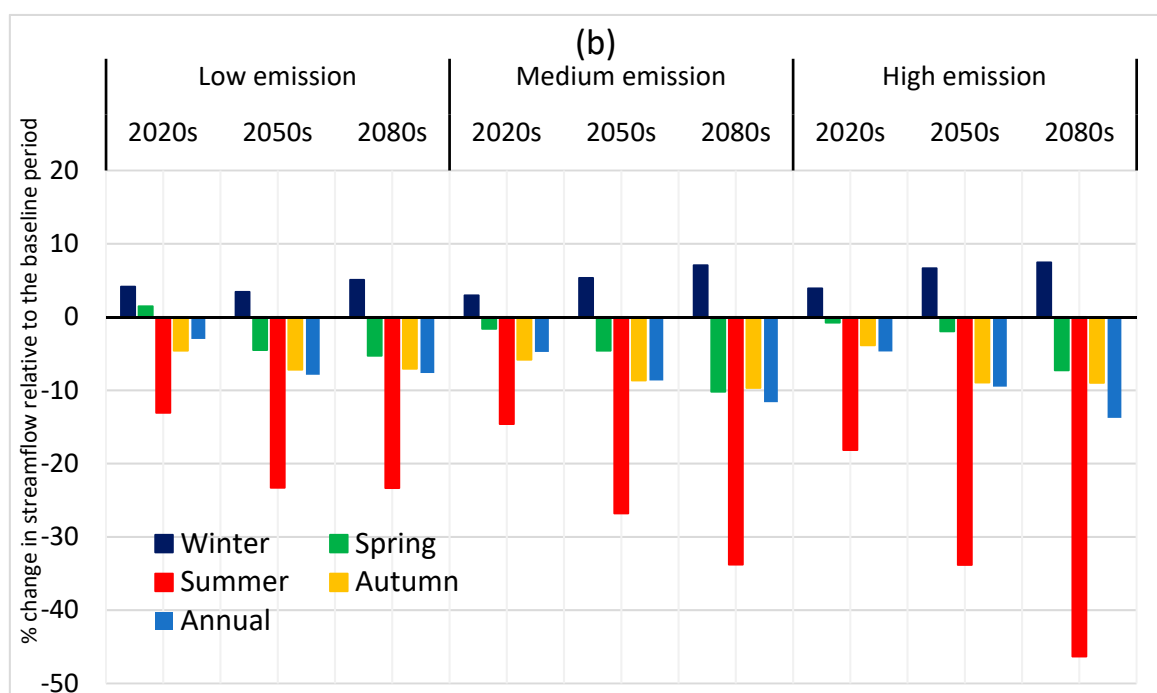 (b)
Low emission Medium emission High emission
2020s 2050s 2080s 2020s 2050s 2080s 2020s 2050s 2080s
% change in streamflow relative to the baseline period
20
10
0
-10
-20
-30
-40
-50
Winter Spring
Summer Autumn
Annual